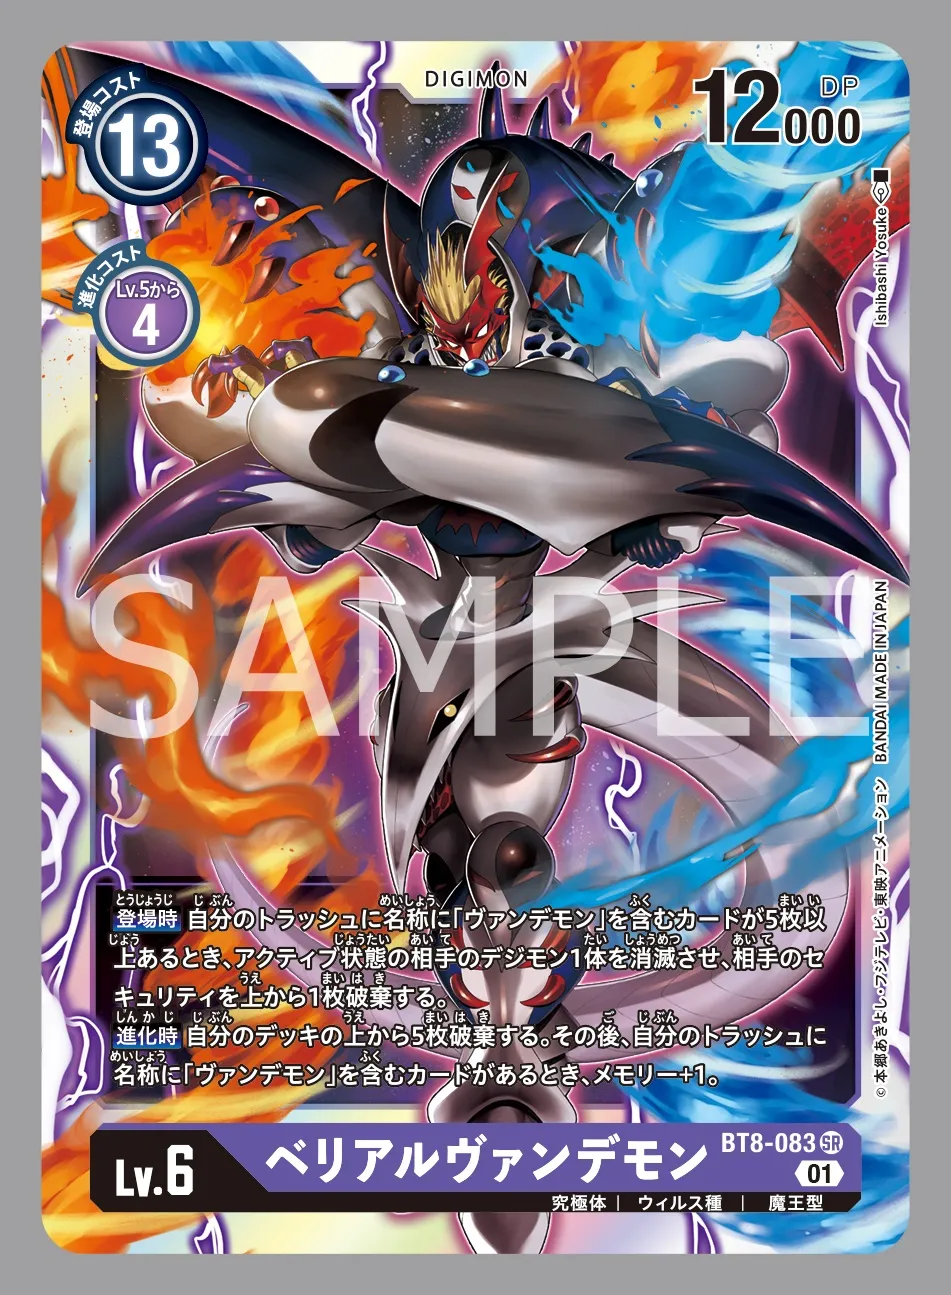 DIGIMON
登場コスト
13
12000
DP
進化コスト
Lv.5から
4
Ishibashi Yosuke
SAMPLE
BANDAI MADE IN JAPAN
© 本郷あきよし・フジテレビ・東映アニメーション
登場時 自分のトラッシュに名称に「ヴァンデモン」を含むカードが5枚以
上あるとき、アクティブ状態の相手のデジモン1体を消滅させ、相手のセ
キュリティを上から1枚破棄する。
進化時 自分のデッキの上から5枚破棄する。その後、自分のトラッシュに
名称に「ヴァンデモン」を含むカードがあるとき、メモリー+1。
Lv.6
ベリアルヴァンデモン
BT8-083 SR
01
究極体 | ウィルス種 | 魔王型